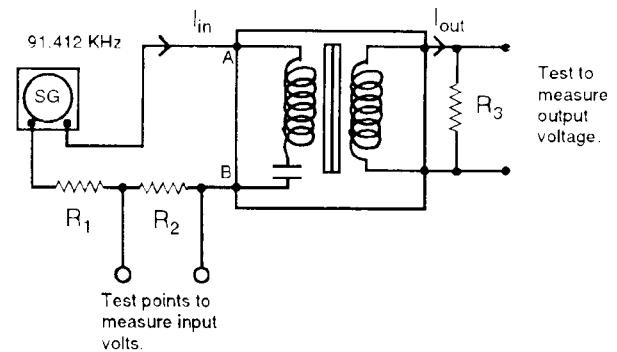 91.412 KHz
I_in
I_out
A
SG
B
R_1
R_2
R_3
Test to
measure
output
voltage.
Test points to
measure input
volts.